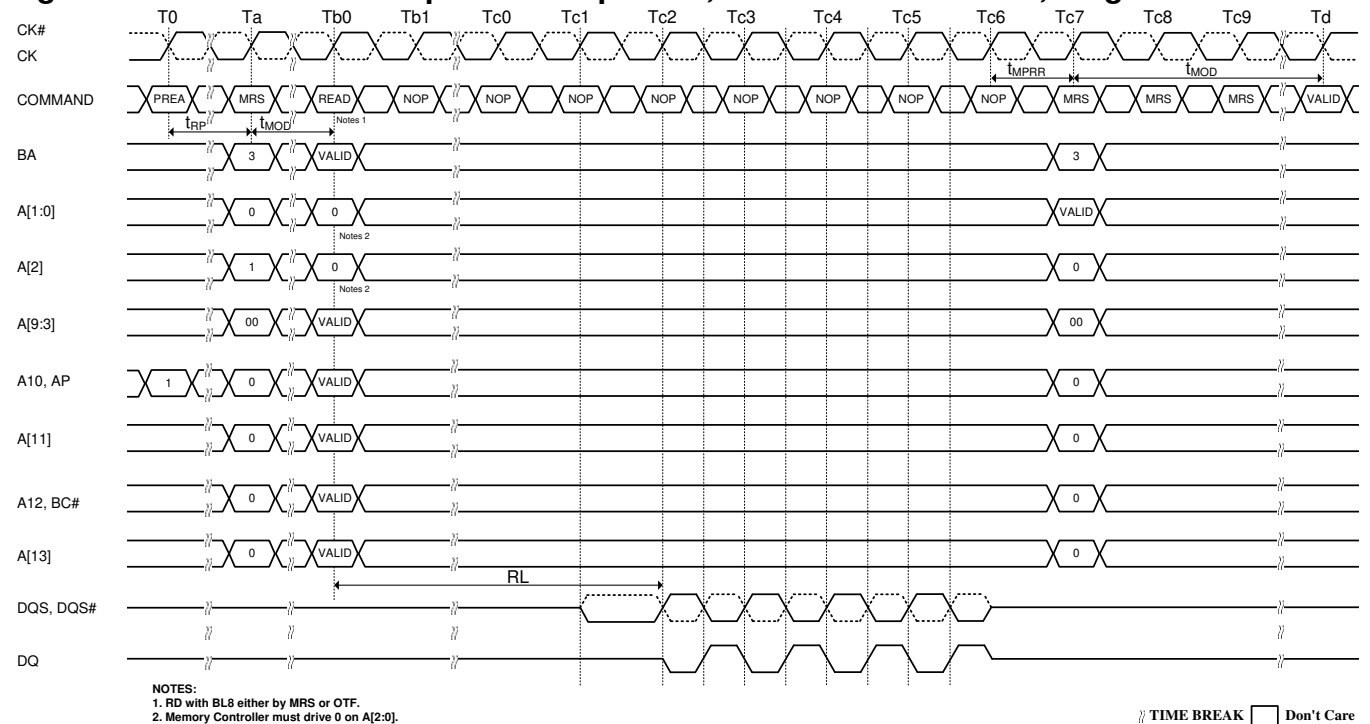 T0 Ta Tb0 Tb1 Tc0 Tc1 Tc2 Tc3 Tc4 Tc5 Tc6 Tc7 Tc8 Tc9 Td
CK#
CK
tMPRR tMOD
COMMAND PREA MRS READ NOP NOP NOP NOP NOP NOP NOP NOP MRS MRS MRS VALID
tRP tMOD Notes 1
BA 3 VALID 3
A[1:0] 0 0 VALID
Notes 2
A[2] 1 0 0
Notes 2
A[9:3] 00 VALID 00
A10, AP 1 0 VALID 0
A[11] 0 VALID 0
A12, BC# 0 VALID 0
A[13] 0 VALID 0
RL
DQS, DQS#
DQ
NOTES:
1. RD with BL8 either by MRS or OTF.
2. Memory Controller must drive 0 on A[2:0].
TIME BREAK Don't Care